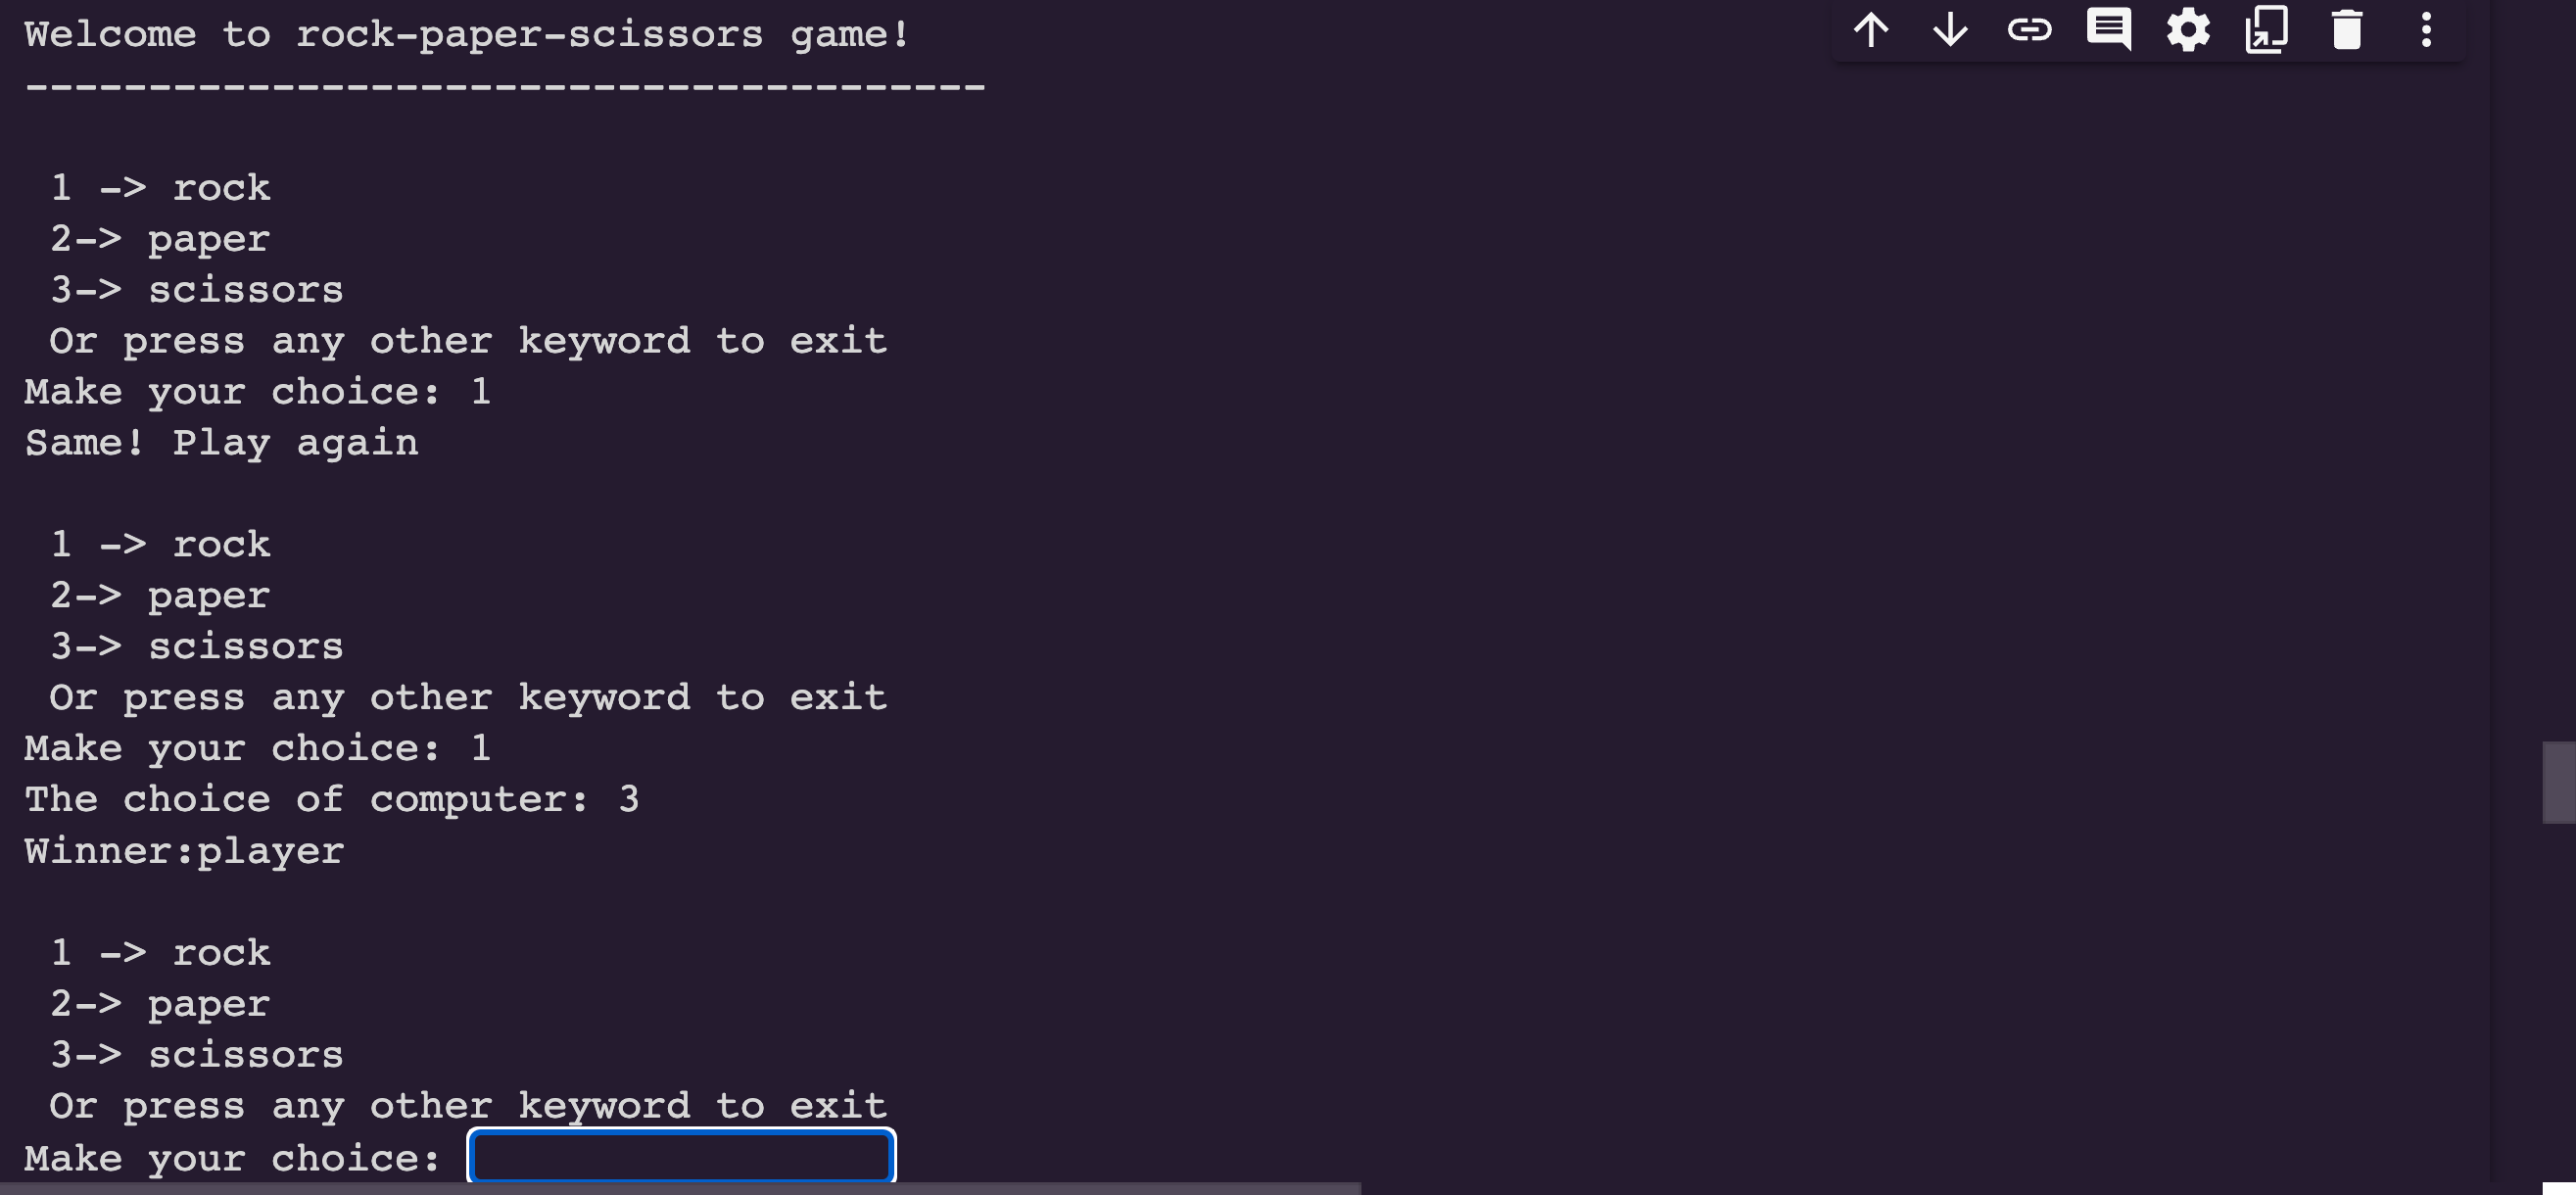 Welcome to rock-paper-scissors game!
---------------------------------------
1 -> rock
2-> paper
3-> scissors
Or press any other keyword to exit
Make your choice: 1
Same! Play again
1 -> rock
2-> paper
3-> scissors
Or press any other keyword to exit
Make your choice: 1
The choice of computer: 3
Winner:player
1 -> rock
2-> paper
3-> scissors
Or press any other keyword to exit
Make your choice: